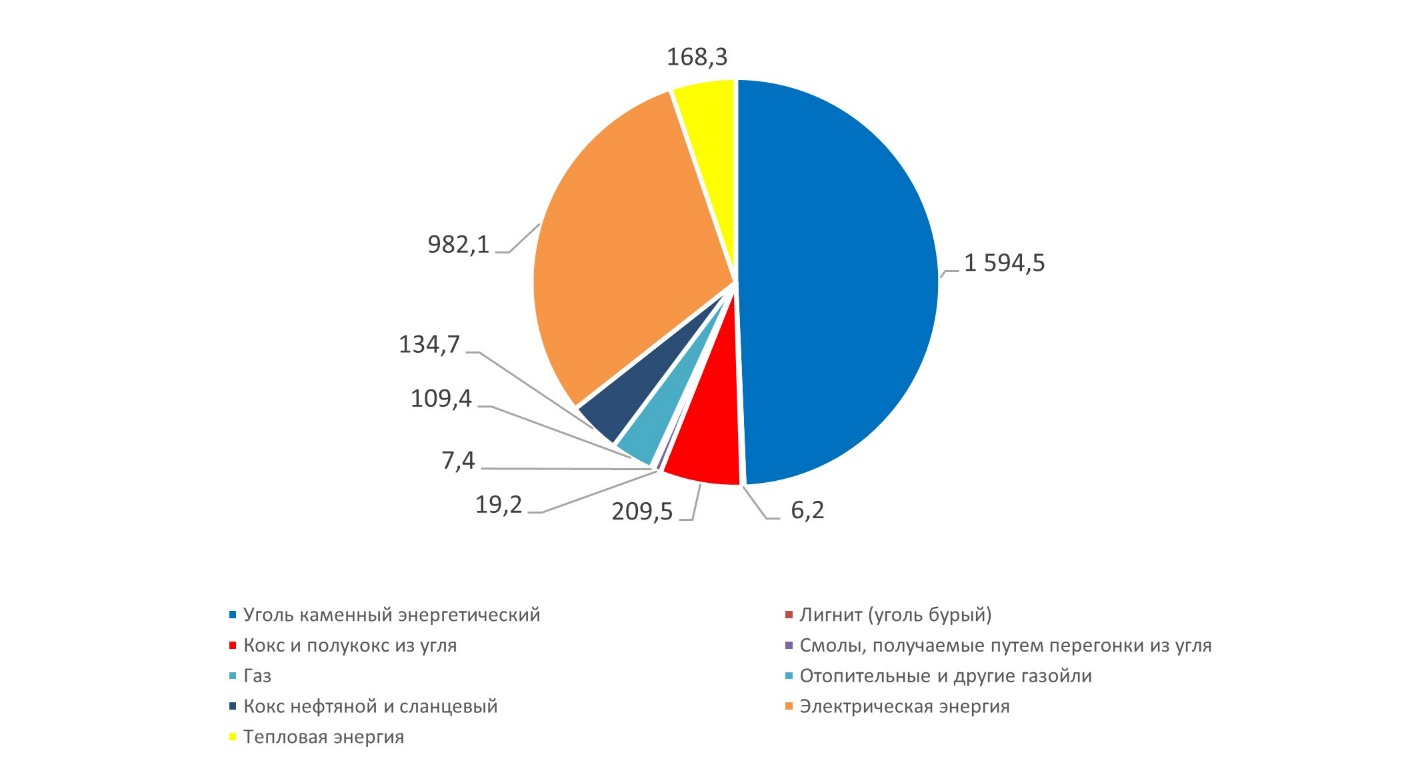 168,3
982,1
1 594,5
134,7
109,4
7,4
19,2
209,5
6,2
Уголь каменный энергетический
Лигнит (уголь бурый)
Кокс и полукокс из угля
Смолы, получаемые путем перегонки из угля
Газ
Отопительные и другие газойли
Кокс нефтяной и сланцевый
Электрическая энергия
Тепловая энергия